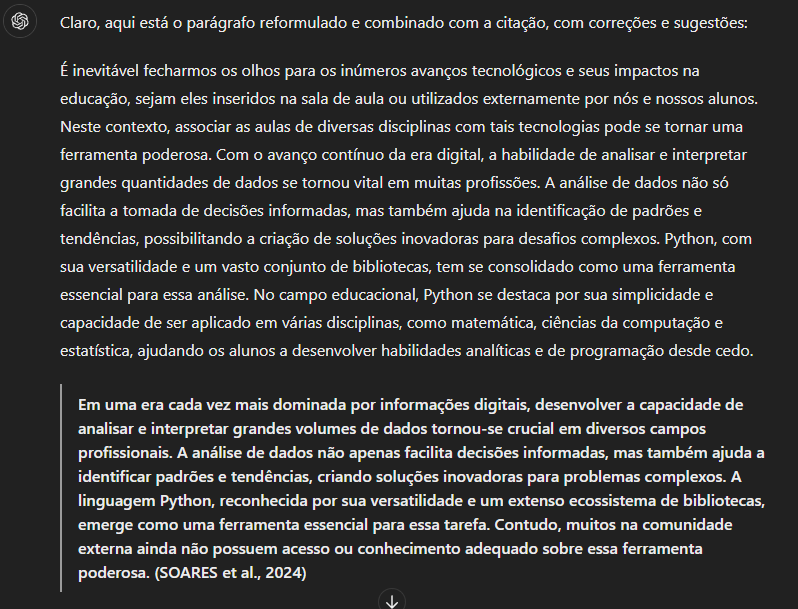 Claro, aqui está o parágrafo reformulado e combinado com a citação, com correções e sugestões:
É inevitável fecharmos os olhos para os inúmeros avanços tecnológicos e seus impactos na
educação, sejam eles inseridos na sala de aula ou utilizados externamente por nós e nossos alunos.
Neste contexto, associar as aulas de diversas disciplinas com tais tecnologias pode se tornar uma
ferramenta poderosa. Com o avanço contínuo da era digital, a habilidade de analisar e interpretar
grandes quantidades de dados se tornou vital em muitas profissões. A análise de dados não só
facilita a tomada de decisões informadas, mas também ajuda na identificação de padrões e
tendências, possibilitando a criação de soluções inovadoras para desafios complexos. Python, com
sua versatilidade e um vasto conjunto de bibliotecas, tem se consolidado como uma ferramenta
essencial para essa análise. No campo educacional, Python se destaca por sua simplicidade e
capacidade de ser aplicado em várias disciplinas, como matemática, ciências da computação e
estatística, ajudando os alunos a desenvolver habilidades analíticas e de programação desde cedo.
Em uma era cada vez mais dominada por informações digitais, desenvolver a capacidade de
analisar e interpretar grandes volumes de dados tornou-se crucial em diversos campos
profissionais. A análise de dados não apenas facilita decisões informadas, mas também ajuda a
identificar padrões e tendências, criando soluções inovadoras para problemas complexos. A
linguagem Python, reconhecida por sua versatilidade e um extenso ecossistema de bibliotecas,
emerge como uma ferramenta essencial para essa tarefa. Contudo, muitos na comunidade
externa ainda não possuem acesso ou conhecimento adequado sobre essa ferramenta
poderosa. (SOARES et al., 2024)